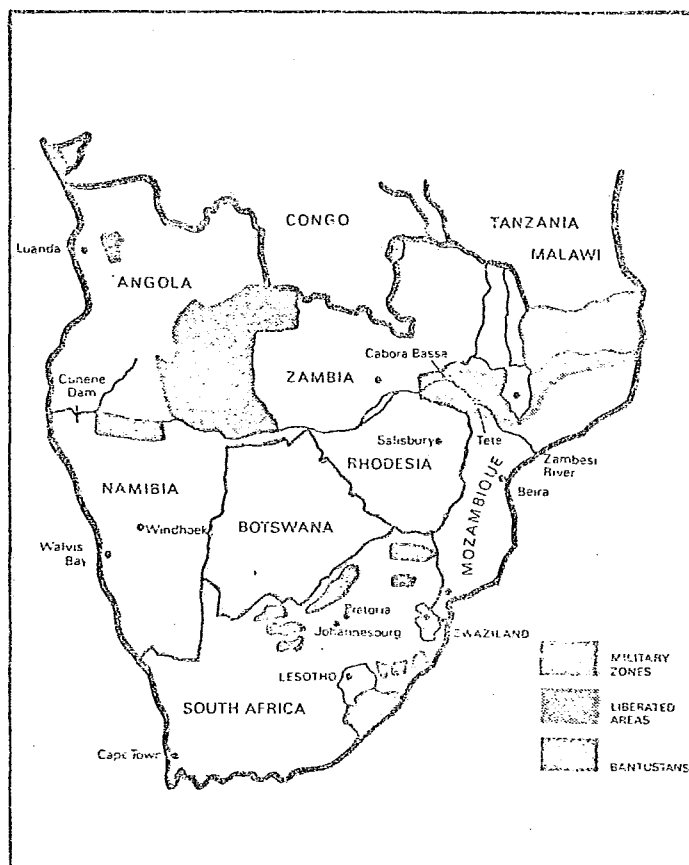 CONGO
TANZANIA
MALAWI
Luanda
ANGOLA
Cabora Bassa
ZAMBIA
Cunene
Dam
Salisbury
Tete
RHODESIA
Zambesi
River
NAMIBIA
Beira
MOZAMBIQUE
Windhoek
BOTSWANA
Walvis
Bay
Pretoria
Johannesburg
SWAZILAND
LESOTHO
MILITARY
ZONES
SOUTH AFRICA
LIBERATED
AREAS
Cape Town
BANTUSTANS